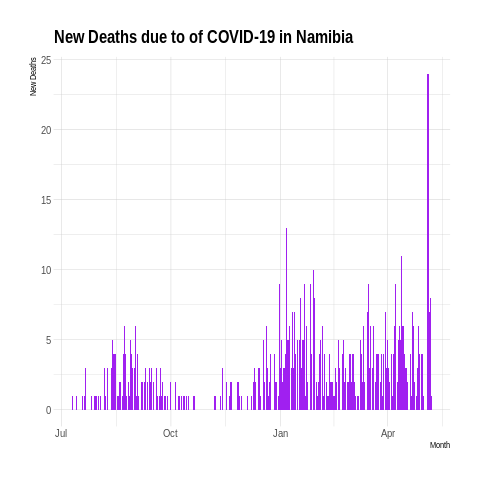 New Deaths due to of COVID-19 in Namibia
New Deaths
25
20
15
10
5
0
Jul
Oct
Jan
Apr
Month